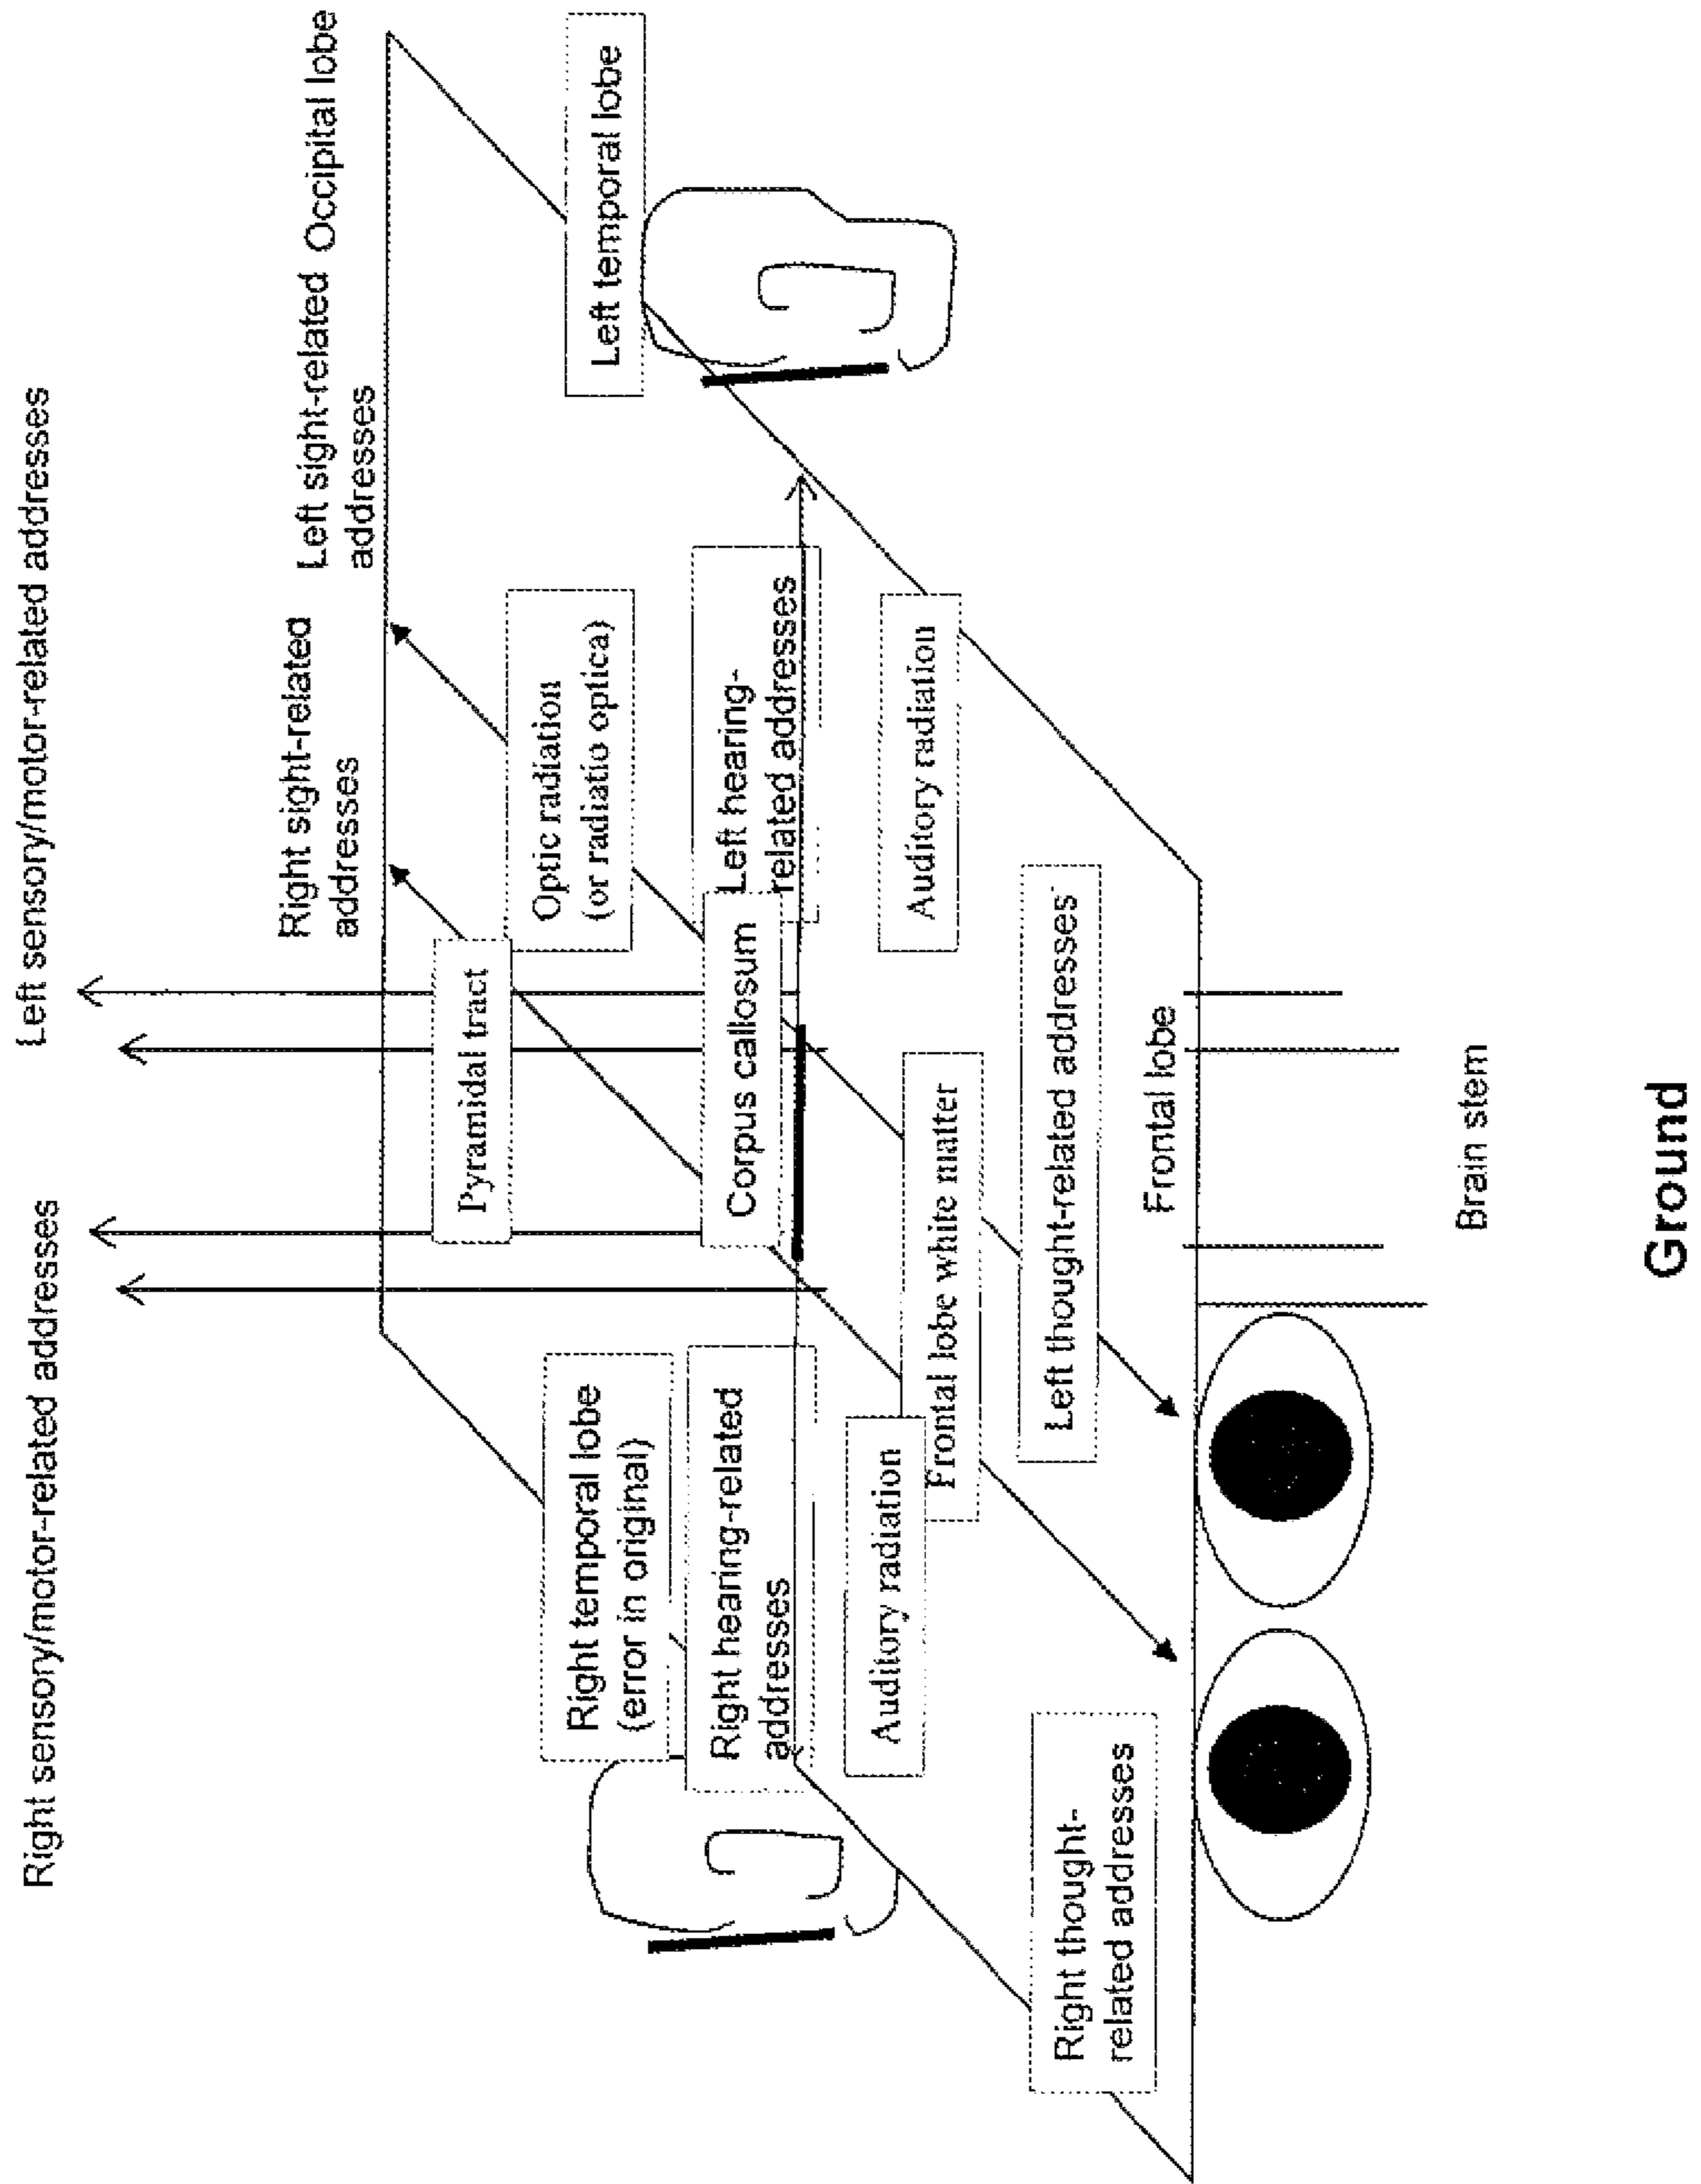 Right sensory/motor-related addresses
Left sensory/motor-related addresses
Right sight-related
addresses
Left sight-related
addresses
Occipital lobe
Pyramidal tract
Optic radiation
(or radiatio optica)
Right temporal lobe
(error in original)
Left temporal lobe
Right hearing-related
addresses
Corpus callosum
Left hearing-
related addresses
Auditory radiation
Frontal lobe white matter
Auditory radiation
Right though-
related addresses
Left thought-related addresses
Frontal lobe
Brain stem
Ground